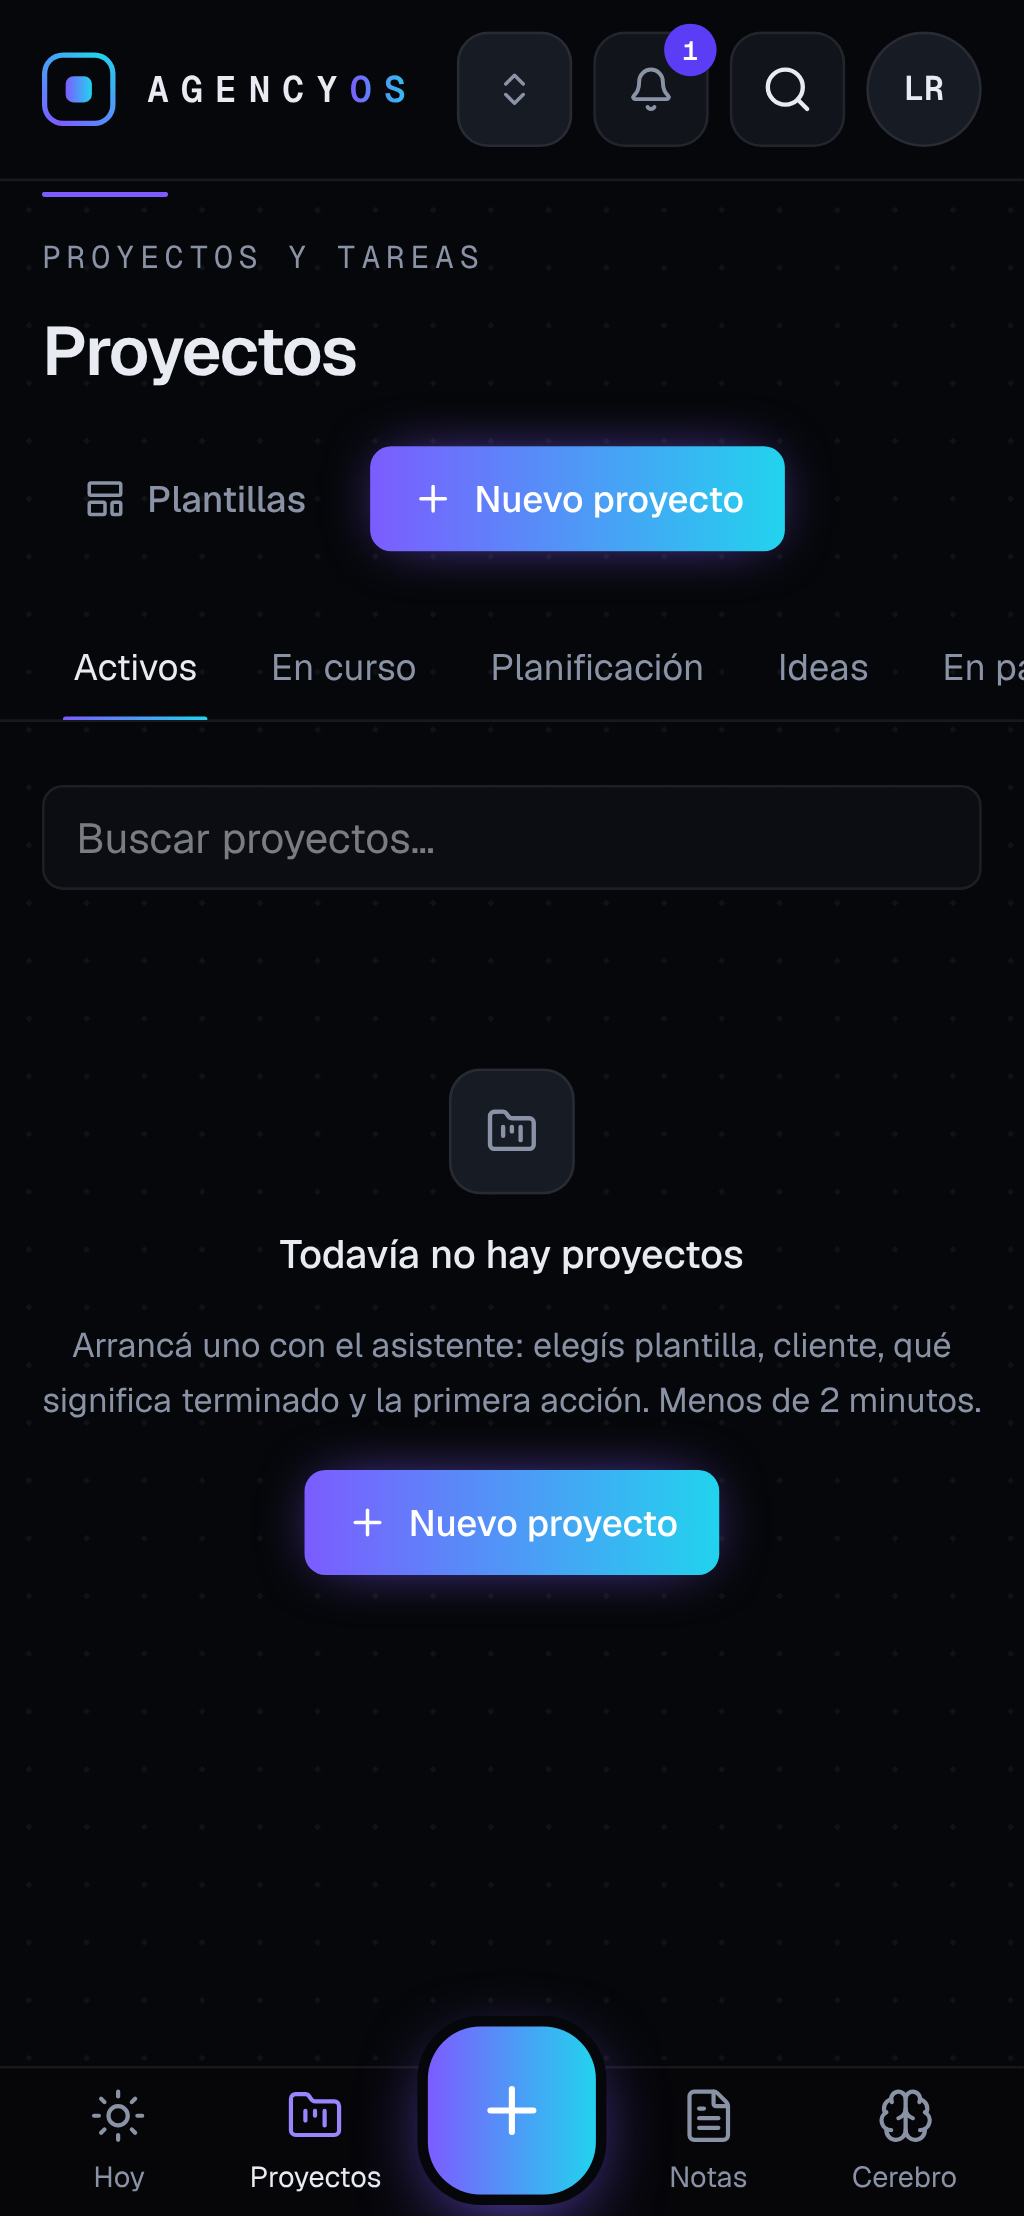 AGENCYOS
1
LR
PROYECTOS Y TAREAS
Proyectos
Plantillas
Nuevo proyecto
Activos
En curso
Planificación
Ideas
En pa
Buscar proyectos...
Todavía no hay proyectos
Arrancá uno con el asistente: elegís plantilla, cliente, qué
significa terminado y la primera acción. Menos de 2 minutos.
Nuevo proyecto
Hoy
Proyectos
Notas
Cerebro